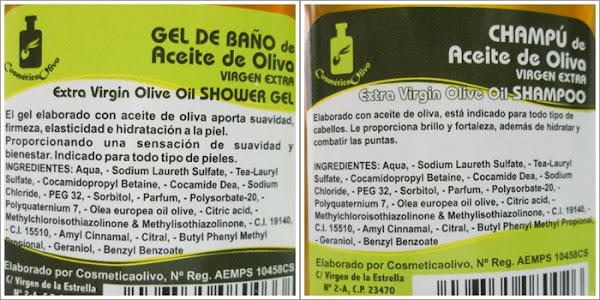 GEL DE BAÑO de
Aceite de Oliva
VIRGEN EXTRA
CosméticaOlivo
Extra Virgin Olive Oil SHOWER GEL
El gel elaborado con aceite de oliva aporta suavidad,
firmeza, elasticidad e hidratación a la piel.
Proporcionando una sensación de suavidad y
bienestar. Indicado para todo tipo de pieles.
INGREDIENTES: Aqua, - Sodium Laureth Sulfate, - Tea-Lauryl
Sulfate, - Cocamidopropyl Betaine, - Cocamide Dea, - Sodium
Chloride, - PEG 32, - Sorbitol, - Parfum, - Polysorbate-20, -
Polyquaternium 7, - Olea europea oil olive, - Citric acid, -
Methylchloroisothiazolinone & Methylisothiazolinone, - C.I. 19140,
- C.I. 15510, - Amyl Cinnamal, - Citral, - Butyl Phenyl Methyl
Propional, - Geraniol, - Benzyl Benzoate
Elaborado por Cosmeticaolivo, Nº Reg. AEMPS 10458CS
C/ Virgen de la Estrella
Nº 2-A, C.P. 23470
CHAMPÚ de
Aceite de Oliva
VIRGEN EXTRA
CosméticaOlivo
Extra Virgen Olive Oil SHAMPOO
Elaborado con aceite de oliva, está indicado para todo tipo de
cabellos. Le proporciona brillo y fortaleza, además de hidratar y
combatir las puntas.
INGREDIENTES: Aqua, - Sodium Laureth Sulfate, - Tea-Lauryl
Sulfate, - Cocamidopropyl Betaine, - Cocamide Dea, - Sodium
Chloride, - PEG 32, - Sorbitol, - Parfum, - Polysorbate-20, -
Polyquaternium 7, - Olea europea oil olive, - Citric acid, -
Methylchloroisothiazolinone & Methylisothiazolinone, - C.I. 19140, -
C.I. 15510, - Amyl Cinnamal, - Citral, - Butyl Phenyl Methyl
Propional, - Geraniol, - Benzyl Benzoate
Elaborado por Cosmeticaolivo, Nº Reg. AEMPS 10458CS
C/ Virgen de la Estrella
Nº 2-A, C.P. 23470